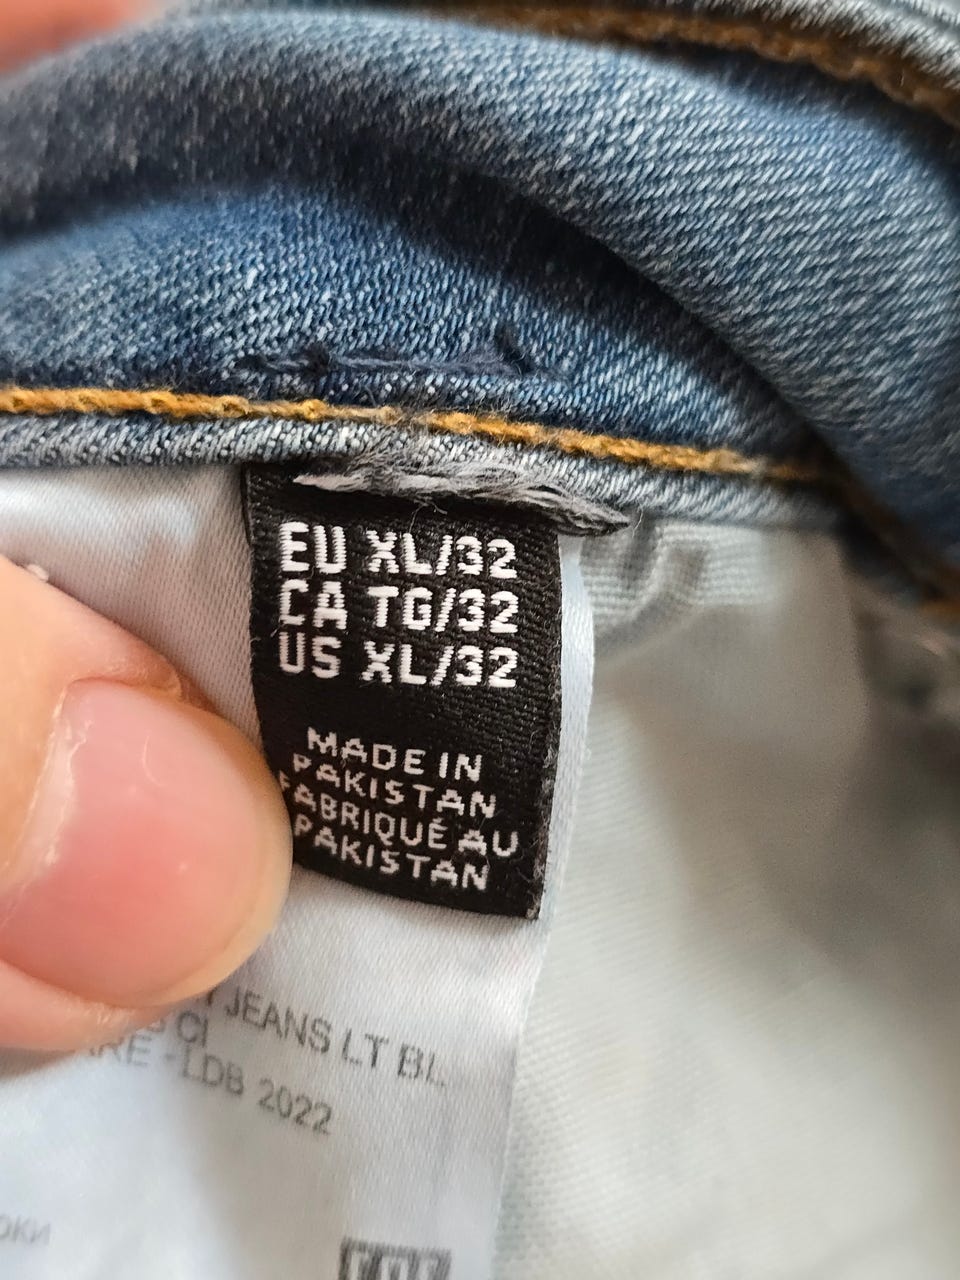 EU XL/32
CA TG/32
US XL/32
MADE IN
PAKISTAN
FABRIQUÉ AU
PAKISTAN
JEANS LT BL
CI
- LDB 2022